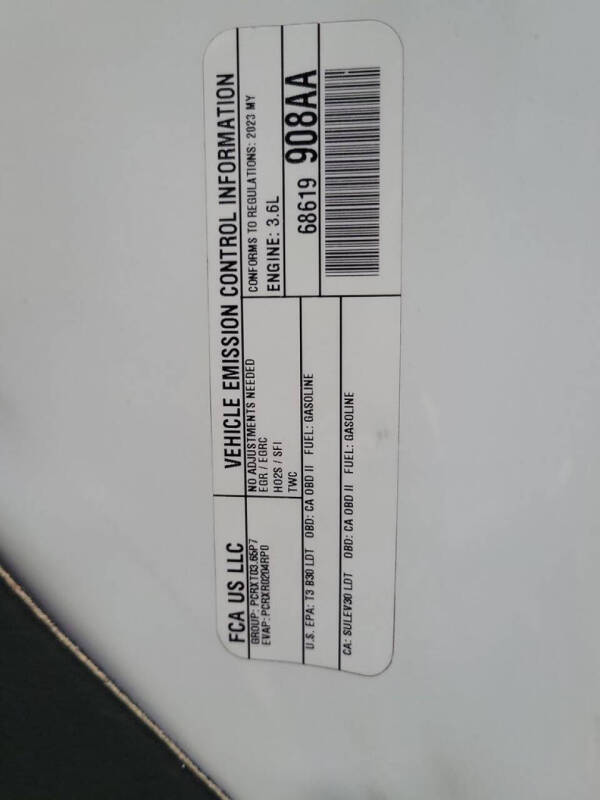 FCA US LLC
VEHICLE EMISSION CONTROL INFORMATION
GROUP: PCRXT03.65P7
EVAP: PCRXR0204RP0
NO ADJUSTMENTS NEEDED
EGR / EGRC
HO2S / SFI
TWC
CONFORMS TO REGULATIONS: 2023 MY
ENGINE: 3.6L
68619 908AA
U.S. EPA: T3 B30 LDT OBD: CA OBD II FUEL: GASOLINE
CA: SULEV30 LDT OBD: CA OBD II FUEL: GASOLINE